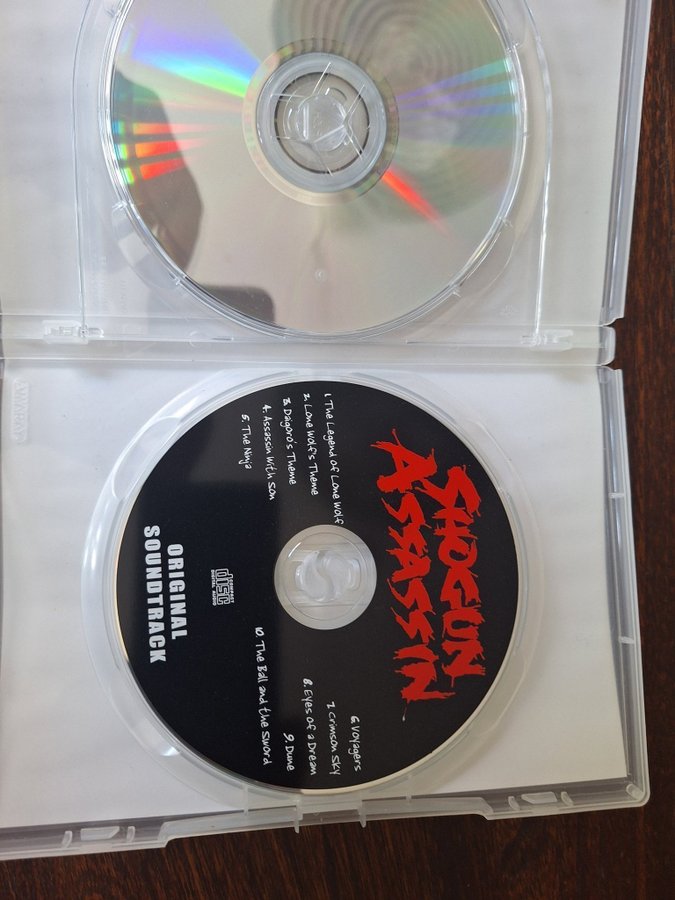 SHOGUN
ASSASSIN
1 The Legend of Lone Wolf
2. Lone Wolf's Theme
3. Daigoro's Theme
4. Assassin With Son
5. The Ninja
6. Voyagers
7. Crimson Sky
8. Eyes of a Dream
9. Dune
10. The Ball and the Sword
COMPACT
disc
DIGITAL AUDIO
ORIGINAL
SOUNDTRACK